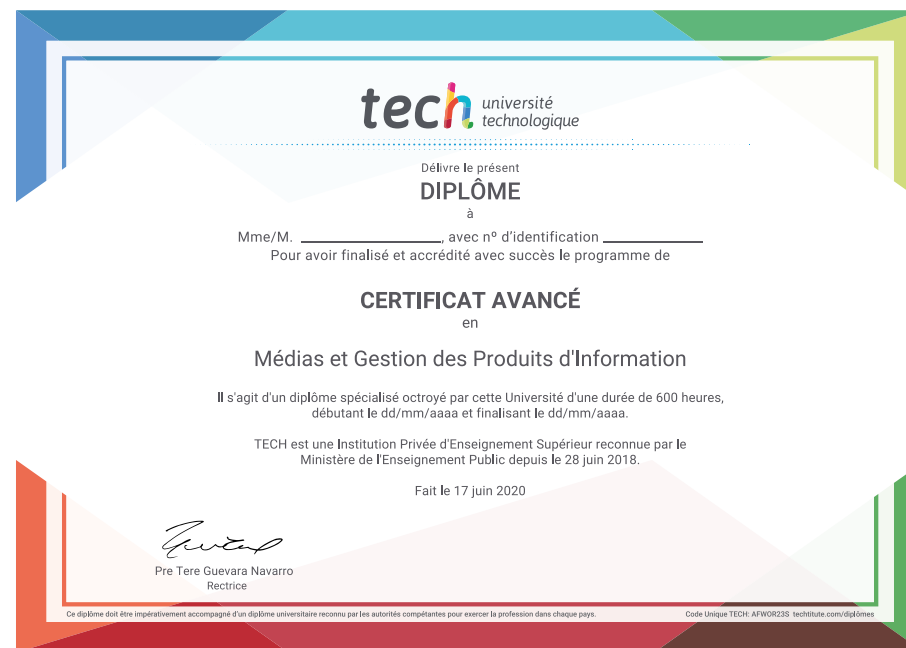 tech université
technologique
Délivre le présent
DIPLÔME
à
Mme/M. ____________________, avec nº d'identification ______________
Pour avoir finalisé et accrédité avec succès le programme de
CERTIFICAT AVANCÉ
en
Médias et Gestion des Produits d'Information
Il s'agit d'un diplôme spécialisé octroyé par cette Université d'une durée de 600 heures,
débutant le dd/mm/aaaa et finalisant le dd/mm/aaaa.
TECH est une Institution Privée d'Enseignement Supérieur reconnue par le
Ministère de l'Enseignement Public depuis le 28 juin 2018.
Fait le 17 juin 2020
Pre Tere Guevara Navarro
Rectrice
Ce diplôme doit être impérativement accompagné d'un diplôme universitaire reconnu par les autorités compétentes pour exercer la profession dans chaque pays. Code Unique TECH: AFWOR23S techtitute.com/diplômes